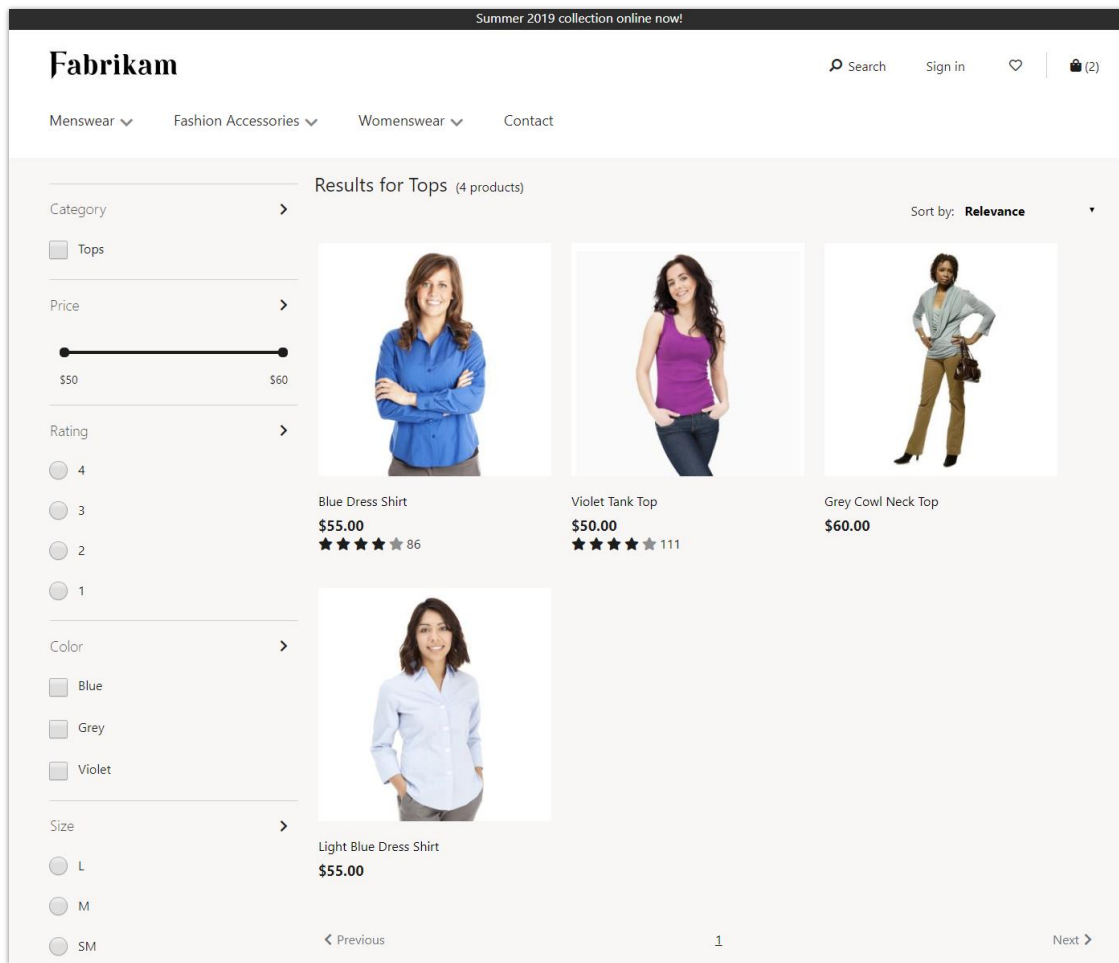 Summer 2019 collection online now!
Fabrikam
Search Sign in (2)
Menswear Fashion Accessories Womenswear Contact
Category
Tops
Price
$50 $60
Rating
4
3
2
1
Color
Blue
Grey
Violet
Size
L
M
SM
Results for Tops (4 products)
Sort by: Relevance
Blue Dress Shirt
$55.00
86
Violet Tank Top
$50.00
111
Grey Cowl Neck Top
$60.00
Light Blue Dress Shirt
$55.00
Previous 1 Next